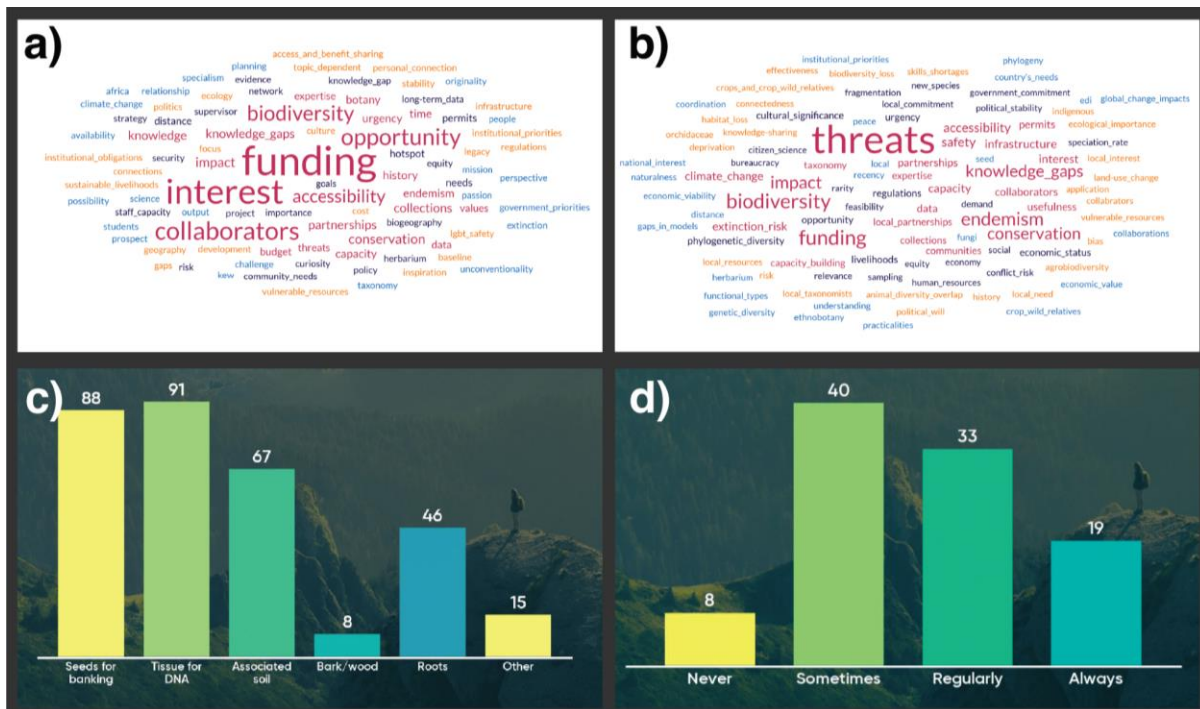 a)
access_and_benefit_sharing
planning topic_dependent personal_connection
specialism evidence knowledge_gap stability originality
africa relationship ecology network expertise botany long-term_data
climate_change politics biodiversity urgency time infrastructure
strategy distance supervisor permits people
availability knowledge knowledge_gaps culture opportunity institutional_priorities
focus hotspot legacy regulations
institutional_obligations security impact funding equity
connections history mission perspective
sustainable_livelihoods goals needs
possibility science interest accessibility endemism passion
staff_capacity output project importance cost collections values government_priorities
students collaborators partnerships biogeography extinction
prospect conservation lgbt_safety
geography development budget threats capacity herbarium data baseline
gaps risk challenge curiosity policy inspiration unconventionality
kew community_needs taxonomy
vulnerable_resources
b)
institutional_priorities phylogeny
effectiveness biodiversity_loss skills_shortages country's_needs
crops_and_crop_wild_relatives fragmentation new_species government_commitment
coordination connectedness local_commitment political_stability edi global_change_impacts
habitat_loss cultural_significance peace urgency indigenous
orchidaceae knowledge-sharing threats accessibility permits ecological_importance
deprivation citizen_science safety infrastructure speciation_rate
national_interest bureaucracy taxonomy local partnerships seed interest local_interest
naturalness climate_change recency expertise knowledge_gaps land-use_change
impact rarity capacity collaborators application
economic_viability biodiversity regulations usefulness collabrators
distance feasibility data demand
gaps_in_models extinction_risk opportunity local_partnerships endemism vulnerable_resources
phylogenetic_diversity funding collections fungi conservation bias collaborations
communities social economic_status
local_resources capacity_building livelihoods equity economy agrobiodiversity
herbarium risk relevance sampling conflict_risk
human_resources economic_value
functional_types local_taxonomists animal_diversity_overlap history local_need
genetic_diversity understanding political_will crop_wild_relatives
ethnobotany practicalities
c)
88
91
67
8
46
15
Seeds for banking
Tissue for DNA
Associated soil
Bark/wood
Roots
Other
d)
8
40
33
19
Never
Sometimes
Regularly
Always